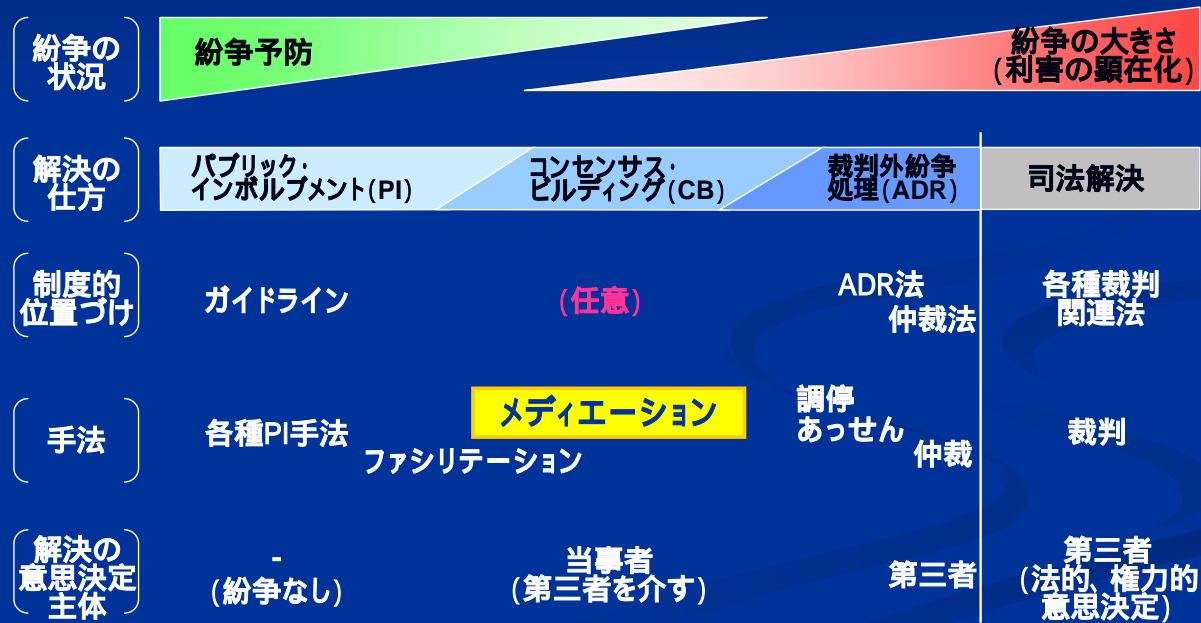 紛争の
状況
紛争予防
紛争の大きさ
(利害の顕在化)
解決の
仕方
パブリック・
インボルブメント(PI)
コンセンサス・
ビルディング(CB)
裁判外紛争
処理(ADR)
司法解決
制度的
位置づけ
ガイドライン
(任意)
ADR法
仲裁法
各種裁判
関連法
手法
各種PI手法
ファシリテーション
メディエーション
調停
あっせん
仲裁
裁判
解決の
意思決定
主体
-
(紛争なし)
当事者
(第三者を介す)
第三者
第三者
(法的、権力的
意思決定)